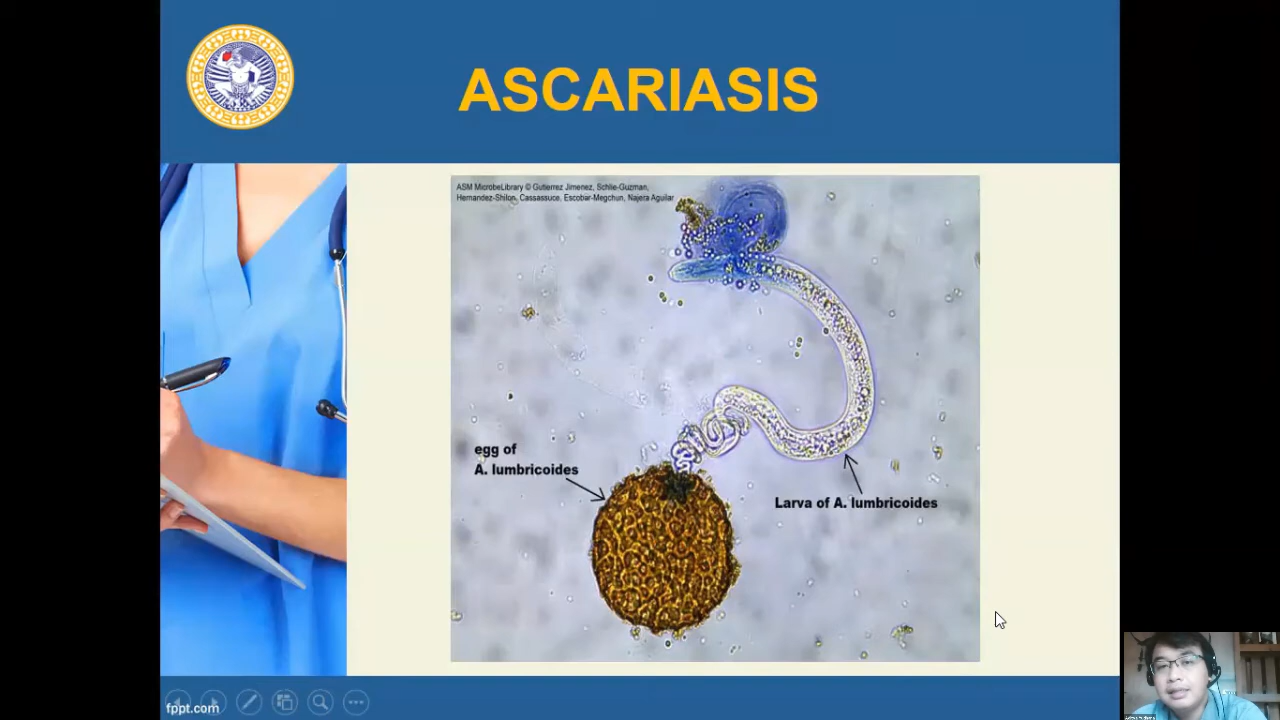 ASCARIASIS
ASM MicrobeLibrary © Gutierrez Jimenez, Schlie-Guzman,
Hernandez-Shilon, Cassassuce, Escobar-Megchun, Najera Aguilar
egg of
A. lumbricoides
Larva of A. lumbricoides
fppt.com